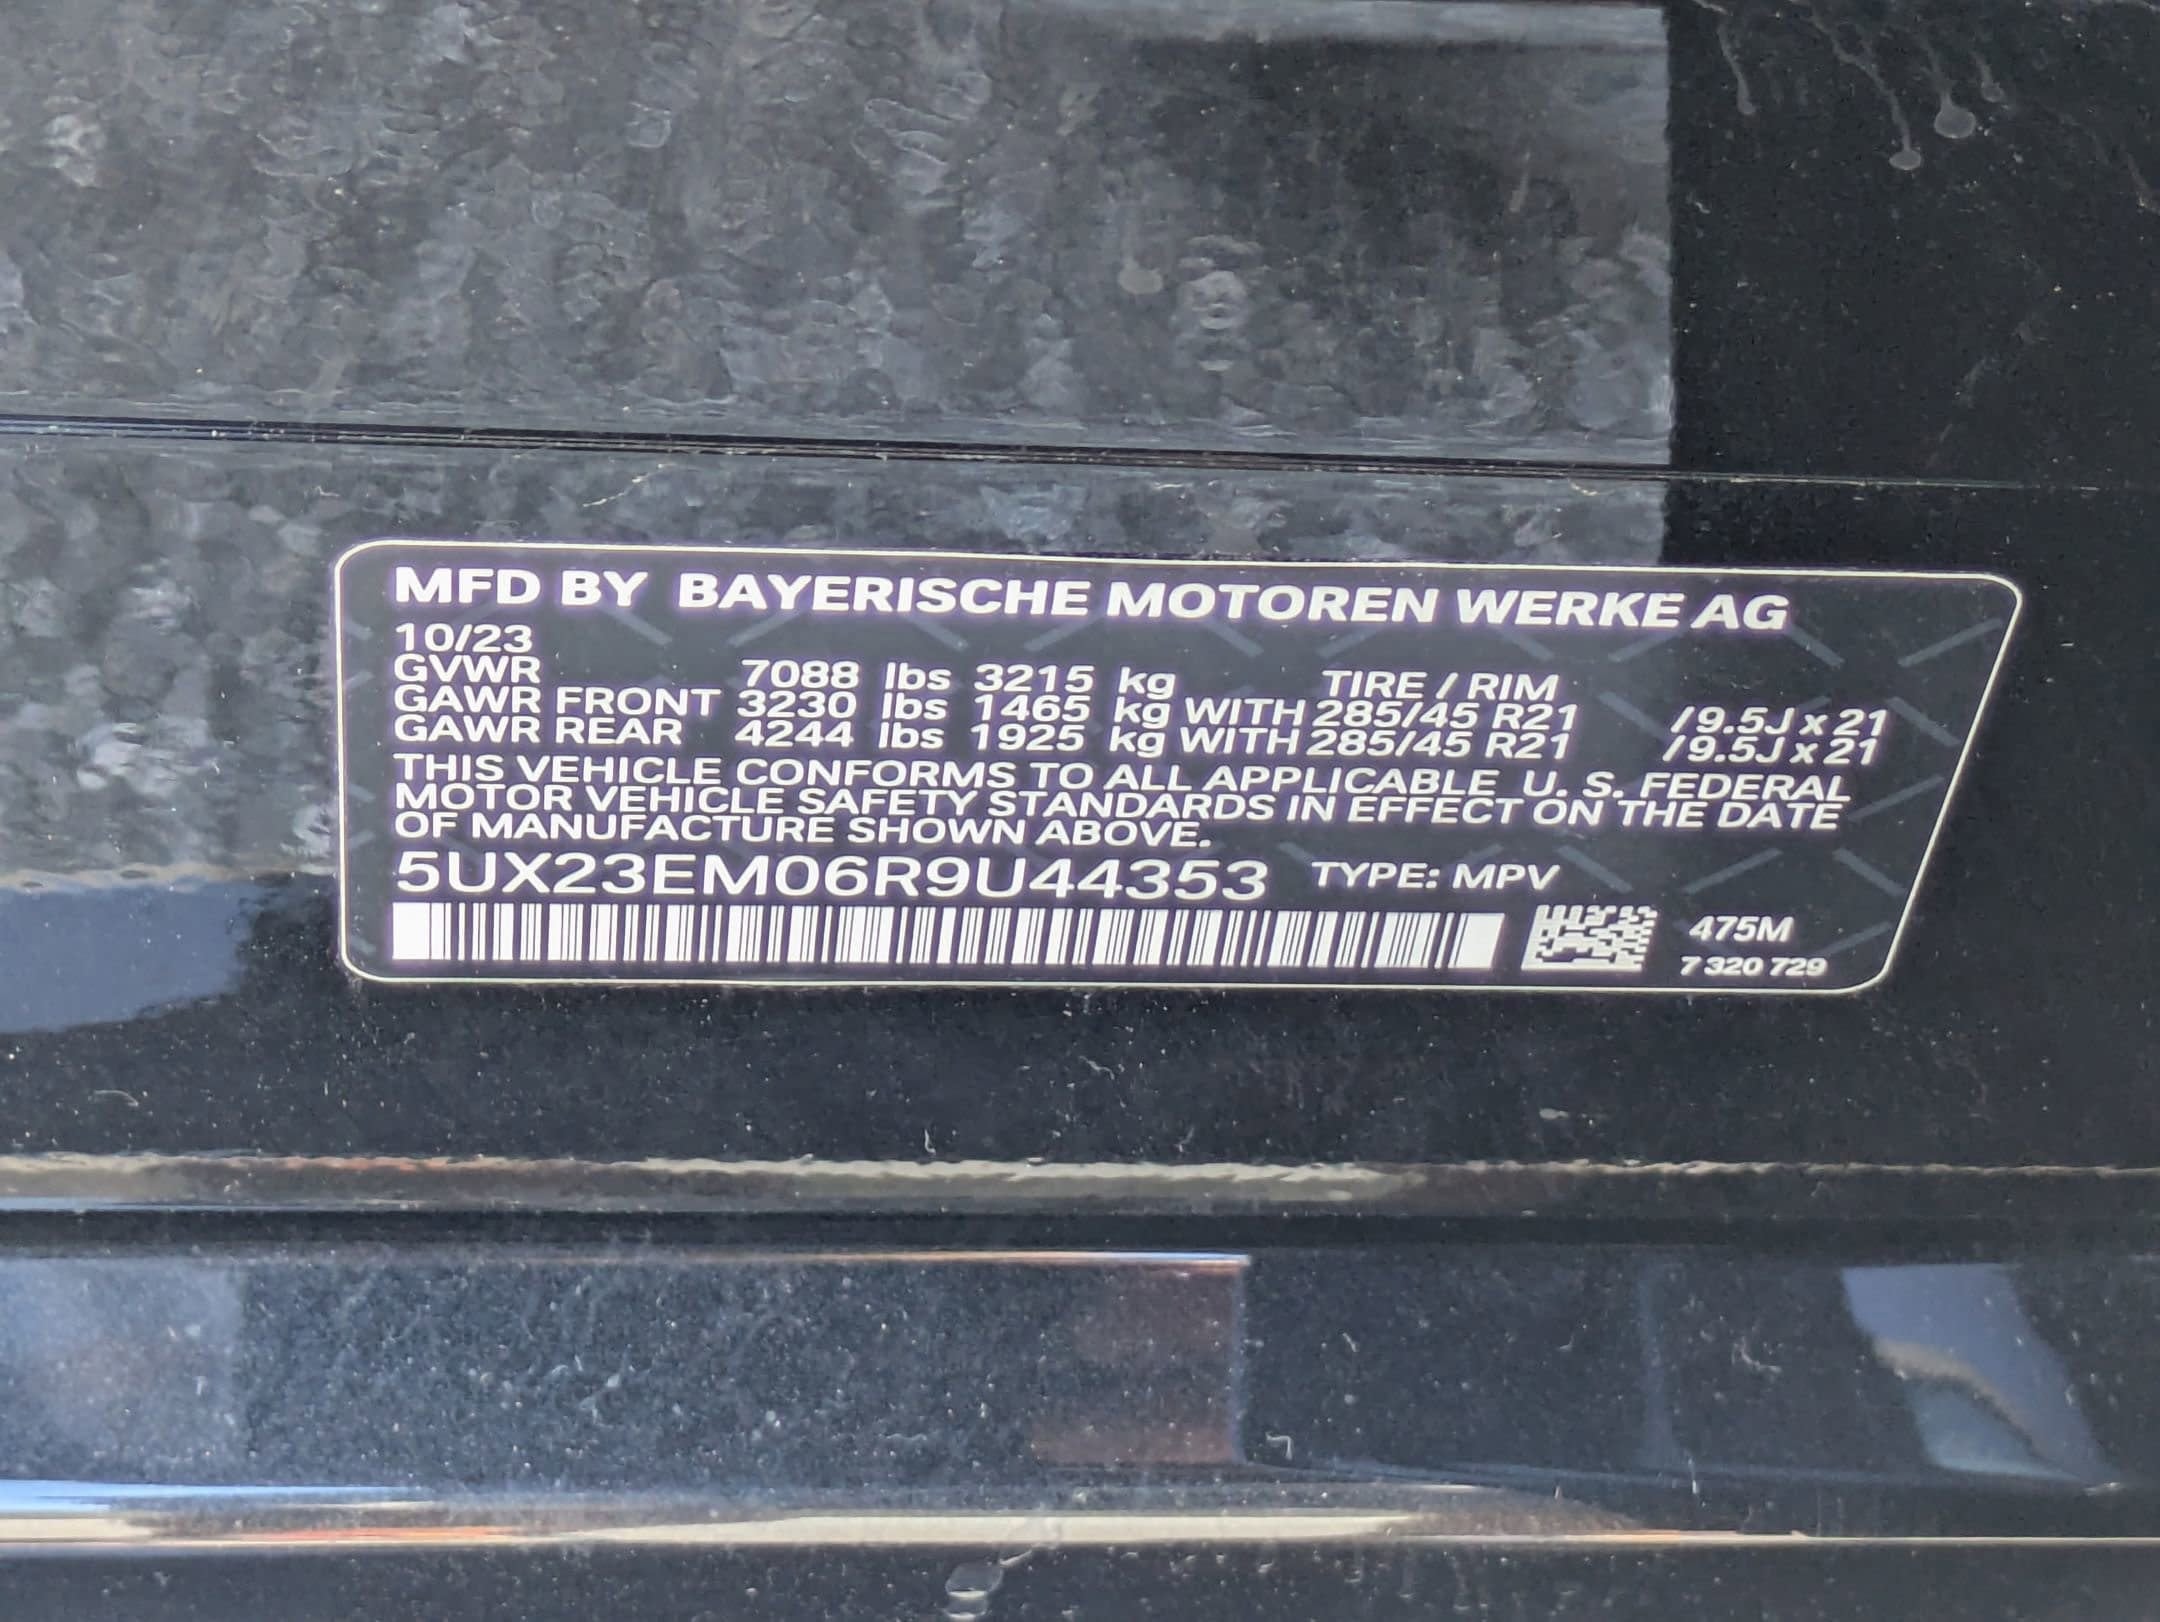 MFD BY BAYERISCHE MOTOREN WERKE AG
10/23
GVWR 7088 lbs 3215 kg TIRE / RIM
GAWR FRONT 3230 lbs 1465 kg WITH 285/45 R21 / 9.5J x 21
GAWR REAR 4244 lbs 1925 kg WITH 285/45 R21 / 9.5J x 21
THIS VEHICLE CONFORMS TO ALL APPLICABLE U. S. FEDERAL
MOTOR VEHICLE SAFETY STANDARDS IN EFFECT ON THE DATE
OF MANUFACTURE SHOWN ABOVE.
5UX23EM06R9U44353 TYPE: MPV
475M
7 320 729